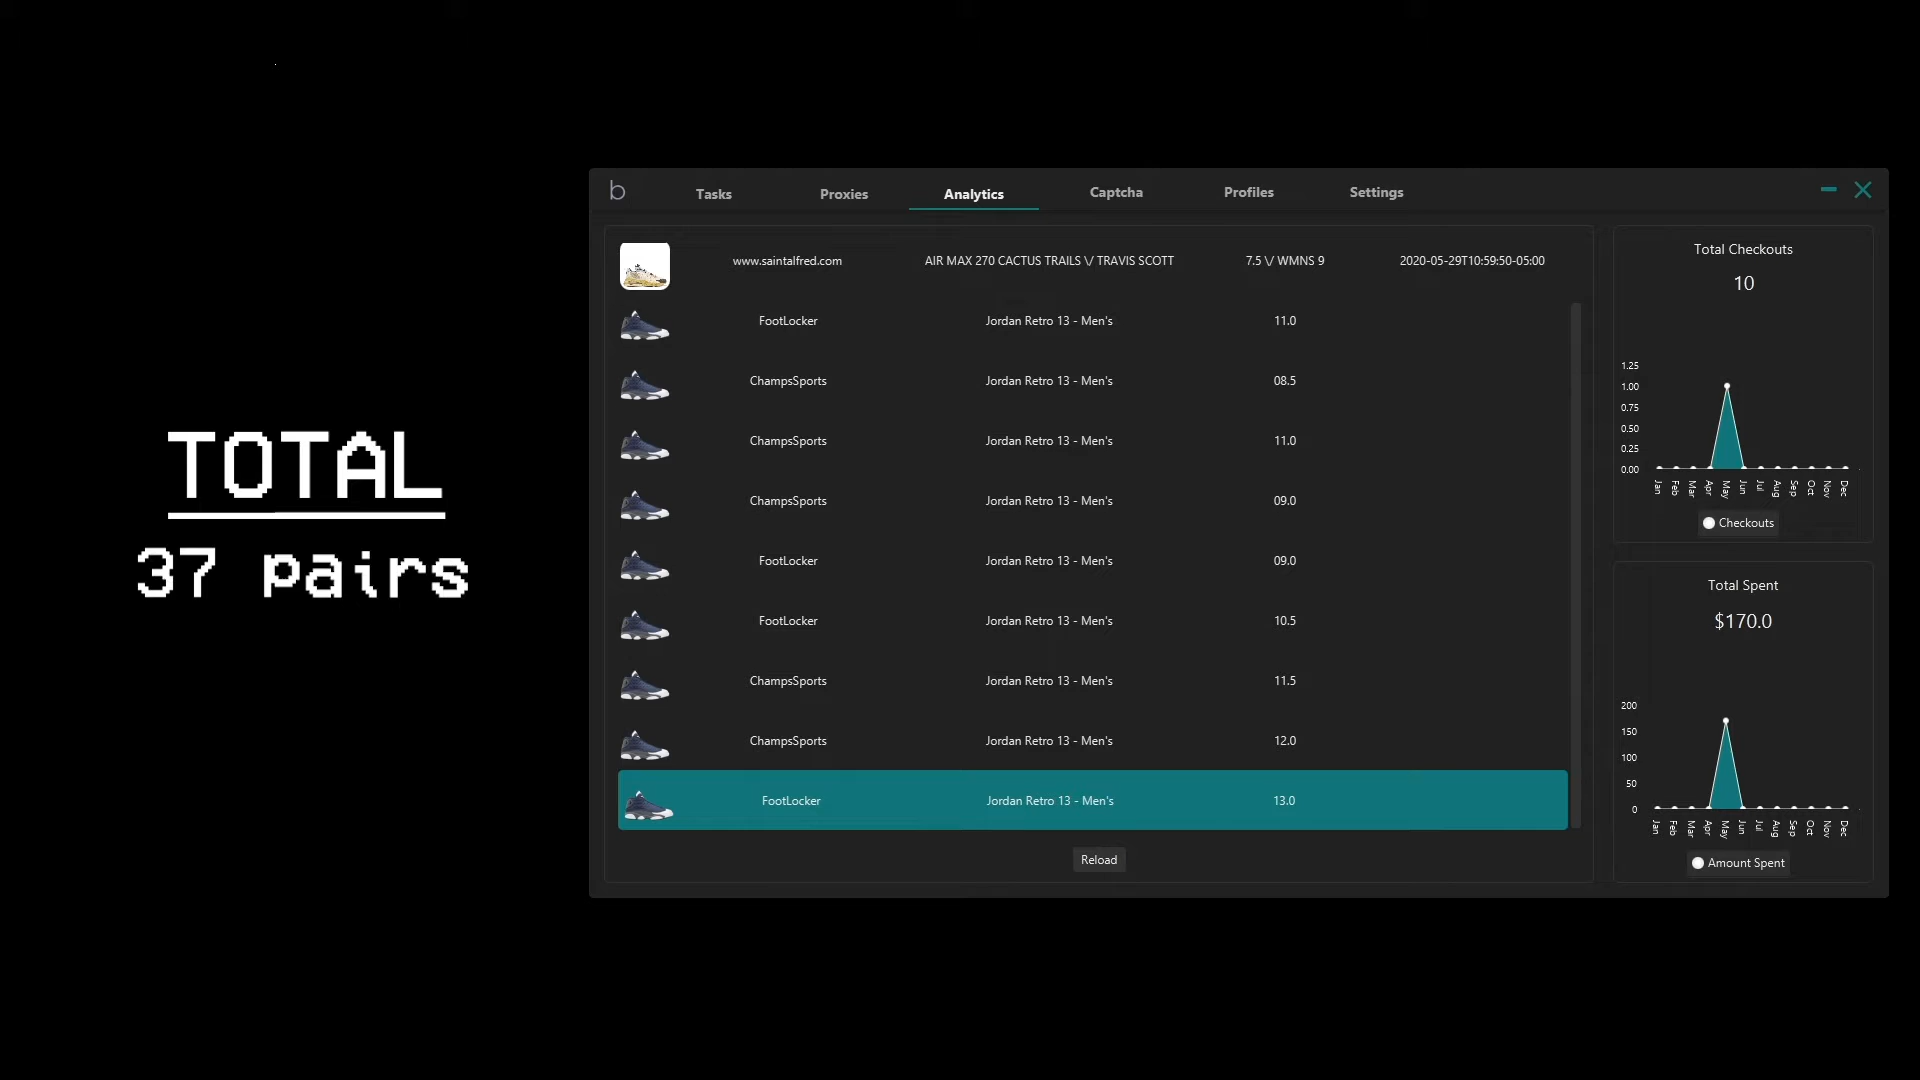 TOTAL
37 pairs
b Tasks Proxies Analytics Captcha Profiles Settings
www.saintalfred.com AIR MAX 270 CACTUS TRAILS \/ TRAVIS SCOTT 7.5 \/ WMNS 9 2020-05-29T10:59:50-05:00
FootLocker Jordan Retro 13 - Men's 11.0
ChampsSports Jordan Retro 13 - Men's 08.5
ChampsSports Jordan Retro 13 - Men's 11.0
ChampsSports Jordan Retro 13 - Men's 09.0
FootLocker Jordan Retro 13 - Men's 09.0
FootLocker Jordan Retro 13 - Men's 10.5
ChampsSports Jordan Retro 13 - Men's 11.5
ChampsSports Jordan Retro 13 - Men's 12.0
FootLocker Jordan Retro 13 - Men's 13.0
Reload
Total Checkouts
10
1.25
1.00
0.75
0.50
0.25
0.00
Jan Feb Mar Apr May Jun Jul Aug Sep Oct Nov Dec
Checkouts
Total Spent
$170.0
200
150
100
50
0
Jan Feb Mar Apr May Jun Jul Aug Sep Oct Nov Dec
Amount Spent